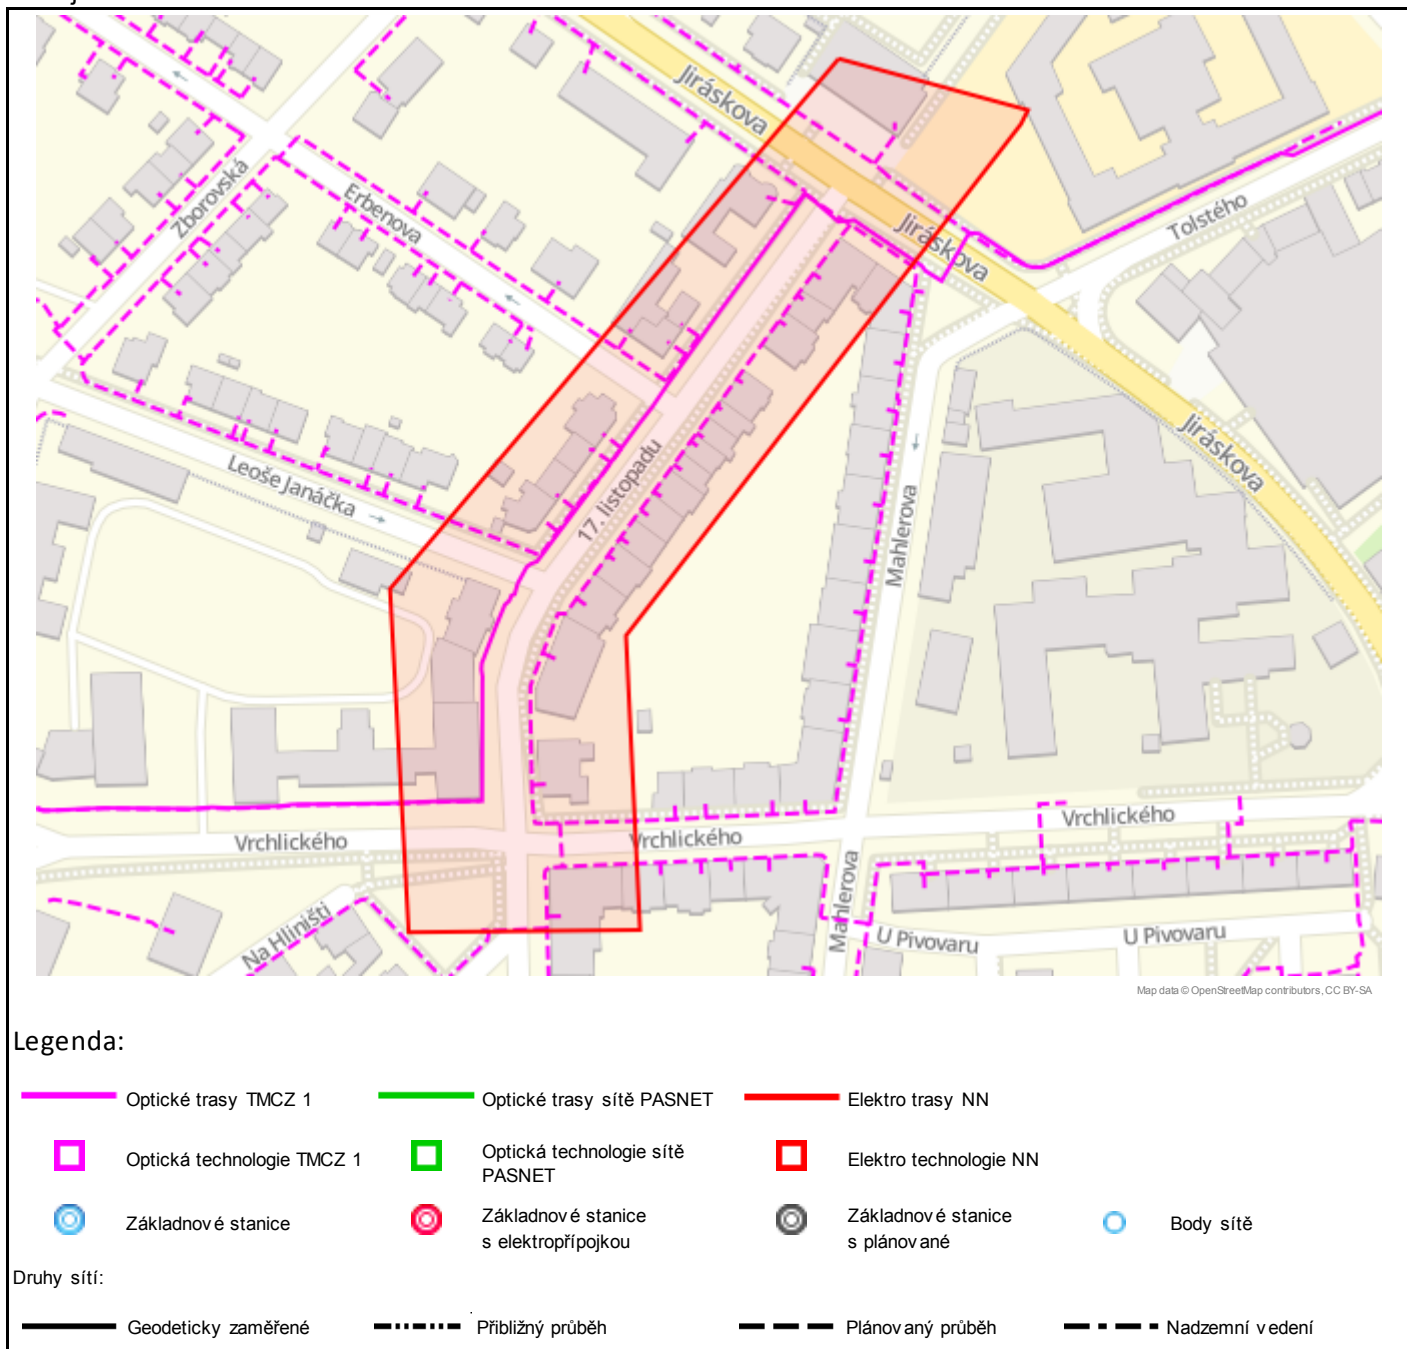 Jiráskova
Zborovská
Erbenova
Jiráskova
Tolstého
Leoše Janáčka
17. listopadu
Mahlerova
Jiráskova
Vrchlického
Vrchlického
Vrchlického
Mahlerova
Na Hliništi
U Pivovaru
U Pivovaru
Map data © OpenStreetMap contributors, CC BY-SA
Legenda:
Optické trasy TMCZ 1
Optické trasy sítě PASNET
Elektro trasy NN
Optická technologie TMCZ 1
Optická technologie sítě
PASNET
Elektro technologie NN
Základnové stanice
Základnové stanice
s elektropřípojkou
Základnové stanice
s plánované
Body sítě
Druhy sítí:
Geodeticky zaměřené
Přibližný průběh
Plánovaný průběh
Nadzemní vedení